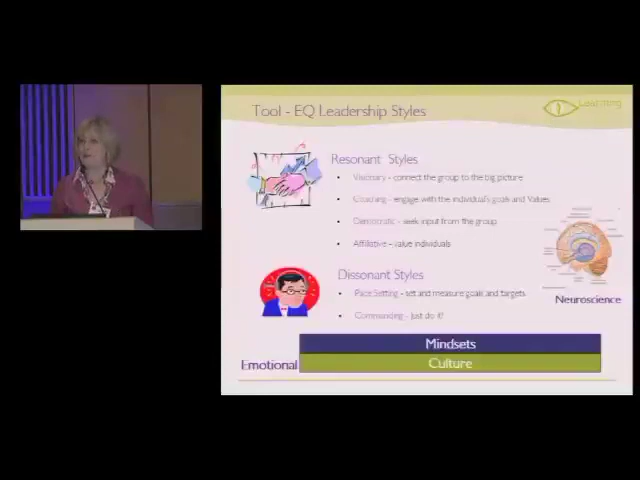 Tool - EQ Leadership Styles
Learning
Resonant Styles
• Visionary - connect the group to the big picture
• Coaching - engage with the individual's goals and Values
• Democratic - seek input from the group
• Affiliative - value individuals
Dissonant Styles
• Pace Setting - set and measure goals and targets
• Commanding - Just do it!
Neuroscience
Mindsets
Emotional
Culture